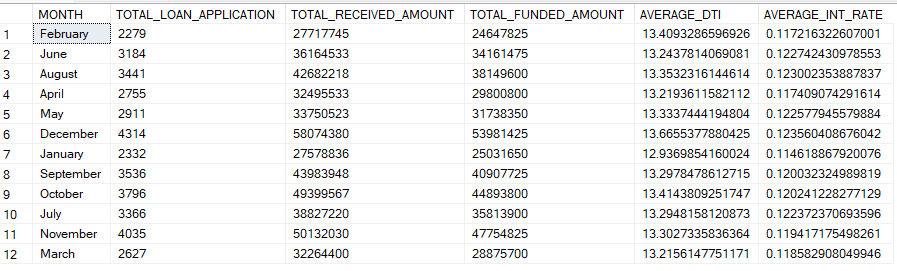 MONTH TOTAL_LOAN_APPLICATION TOTAL_RECEIVED_AMOUNT TOTAL_FUNDED_AMOUNT AVERAGE_DTI AVERAGE_INT_RATE
1 February 2279 27717745 24647825 13.4093286596926 0.117216322607001
2 June 3184 36164533 34161475 13.2437814069081 0.122742430978553
3 August 3441 42682218 38149600 13.3532316144614 0.123002353887837
4 April 2755 32495533 29800800 13.2193611582112 0.117409074291614
5 May 2911 33750523 31738350 13.3337444194804 0.122577945579884
6 December 4314 58074380 53981425 13.6655377880425 0.123560408676042
7 January 2332 27578836 25031650 12.9369854160024 0.114618867920076
8 September 3536 43983948 40907725 13.2978478612715 0.120032324989819
9 October 3796 49399567 44893800 13.4143809251747 0.120241228277129
10 July 3366 38827220 35813900 13.2948158120873 0.122372370693596
11 November 4035 50132030 47754825 13.3027335836364 0.119417175498261
12 March 2627 32264400 28875700 13.2156147751171 0.118582908049946